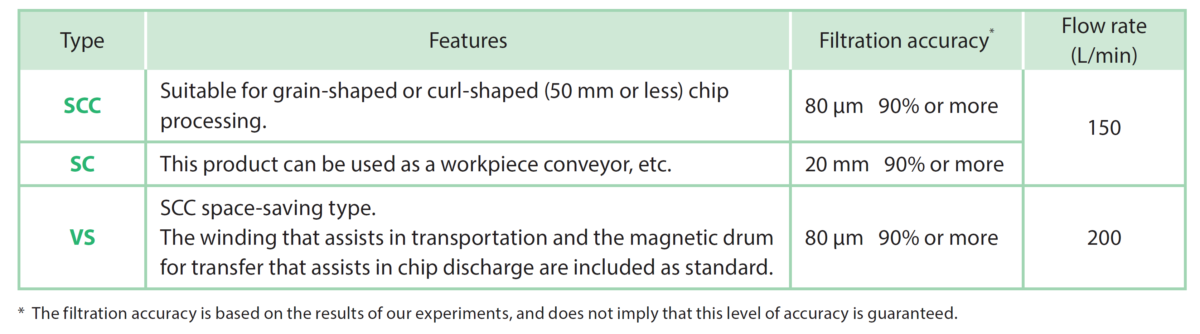 Type
Features
Filtration accuracy*
Flow rate
(L/min)
SCC
Suitable for grain-shaped or curl-shaped (50 mm or less) chip
processing.
80 μm 90% or more
150
SC
This product can be used as a workpiece conveyor, etc.
20 mm 90% or more
VS
SCC space-saving type.
The winding that assists in transportation and the magnetic drum
for transfer that assists in chip discharge are included as standard.
80 μm 90% or more
200
* The filtration accuracy is based on the results of our experiments, and does not imply that this level of accuracy is guaranteed.